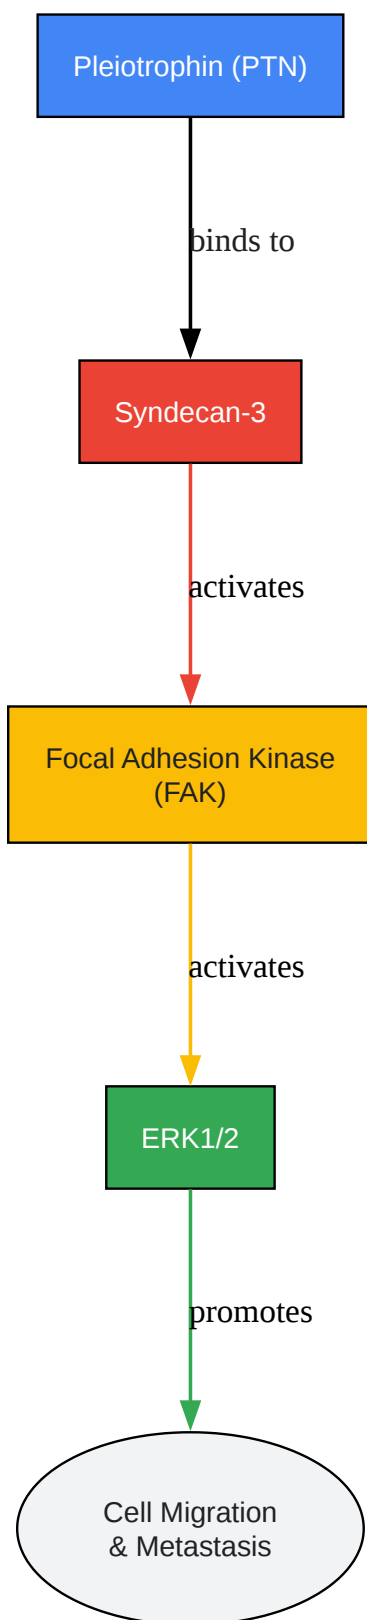 Pleiotrophin (PTN)
binds to
Syndecan-3
activates
Focal Adhesion Kinase
(FAK)
activates
ERK1/2
promotes
Cell Migration
& Metastasis